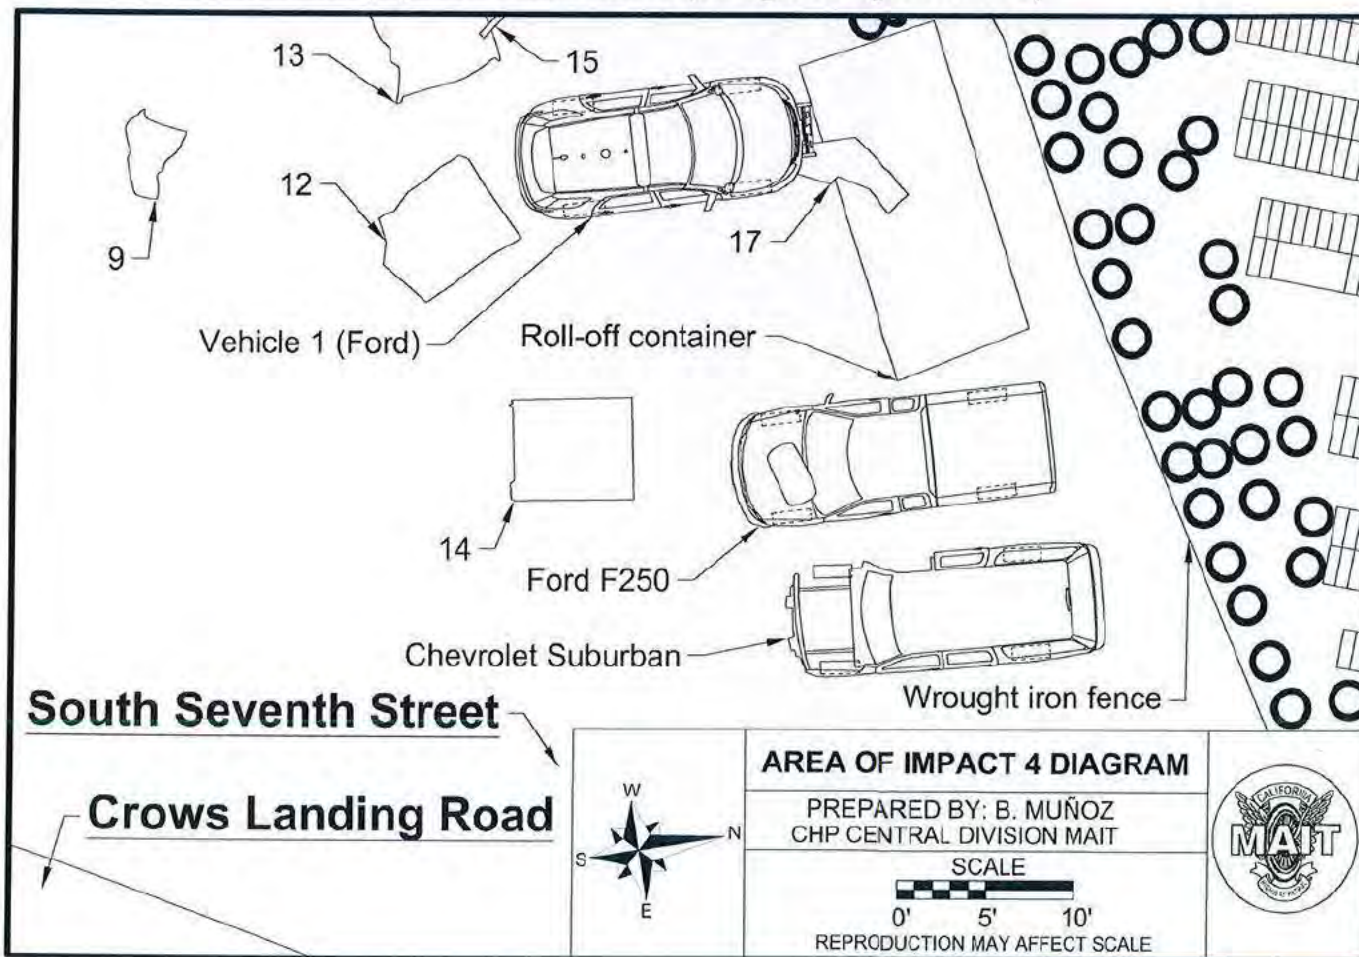 13
15
12
9
17
Vehicle 1 (Ford)
Roll-off container
14
Ford F250
Chevrolet Suburban
Wrought iron fence
South Seventh Street
Crows Landing Road
W
N
S
E
AREA OF IMPACT 4 DIAGRAM
PREPARED BY: B. MUÑOZ
CHP CENTRAL DIVISION MAIT
SCALE
0' 5' 10'
REPRODUCTION MAY AFFECT SCALE
CALIFORNIA
MAIT